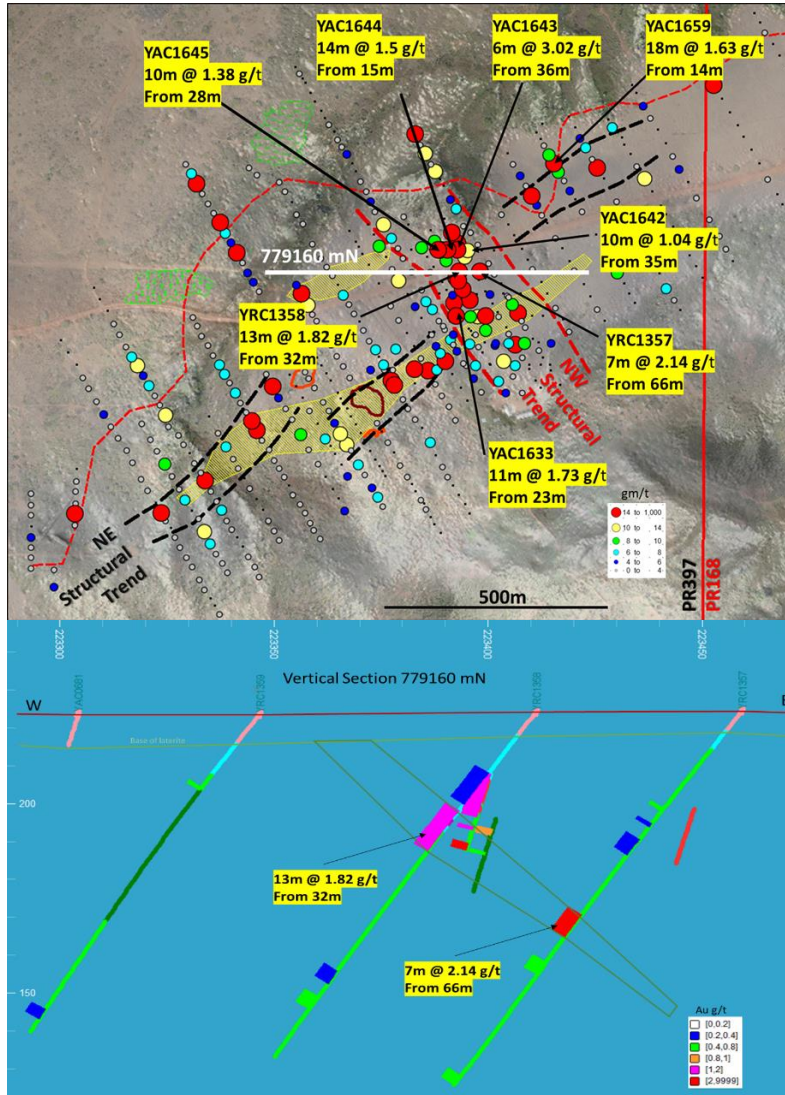 YAC1645
10m @ 1.38 g/t
From 28m
YAC1644
14m @ 1.5 g/t
From 15m
YAC1643
6m @ 3.02 g/t
From 36m
YAC1659
18m @ 1.63 g/t
From 14m
779160 mN
YAC1642
10m @ 1.04 g/t
From 35m
YRC1358
13m @ 1.82 g/t
From 32m
YRC1357
7m @ 2.14 g/t
From 66m
NW
Structural
Trend
YAC1633
11m @ 1.73 g/t
From 23m
NE
Structural
Trend
gm/t
14 to 1,000
10 to 14
8 to 10
6 to 8
4 to 6
0 to 4
500m
PR397
PR168
223300
223350
223400
223450
Vertical Section 779160 mN
W
E
YAC0681
YRC1359
YRC1358
YRC1357
Base of laterite
200
13m @ 1.82 g/t
From 32m
7m @ 2.14 g/t
From 66m
150
Au g/t
[0,0.2]
[0.2,0.4]
[0.4,0.8]
[0.8,1]
[1,2]
[2,9999]